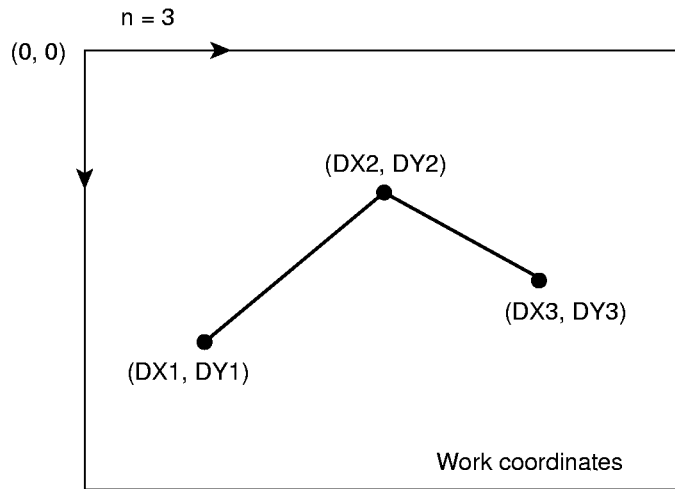 n = 3
(0, 0)
(DX2, DY2)
(DX3, DY3)
(DX1, DY1)
Work coordinates